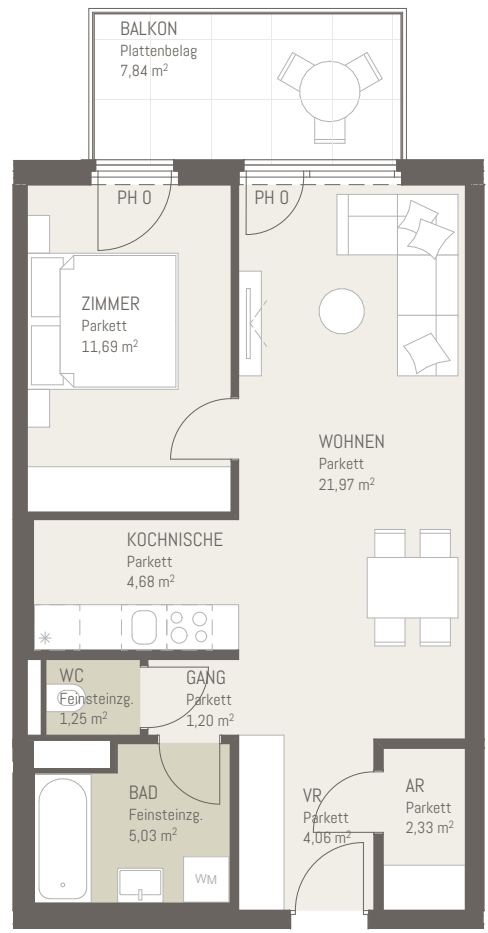 BALKON
Plattenbelag
7,84 m²
PH 0
PH 0
ZIMMER
Parkett
11,69 m²
WOHNEN
Parkett
21,97 m²
KOCHNISCHE
Parkett
4,68 m²
WC
Feinsteinzg.
1,25 m²
GANG
Parkett
1,20 m²
BAD
Feinsteinzg.
5,03 m²
VR
Parkett
4,06 m²
AR
Parkett
2,33 m²
WM